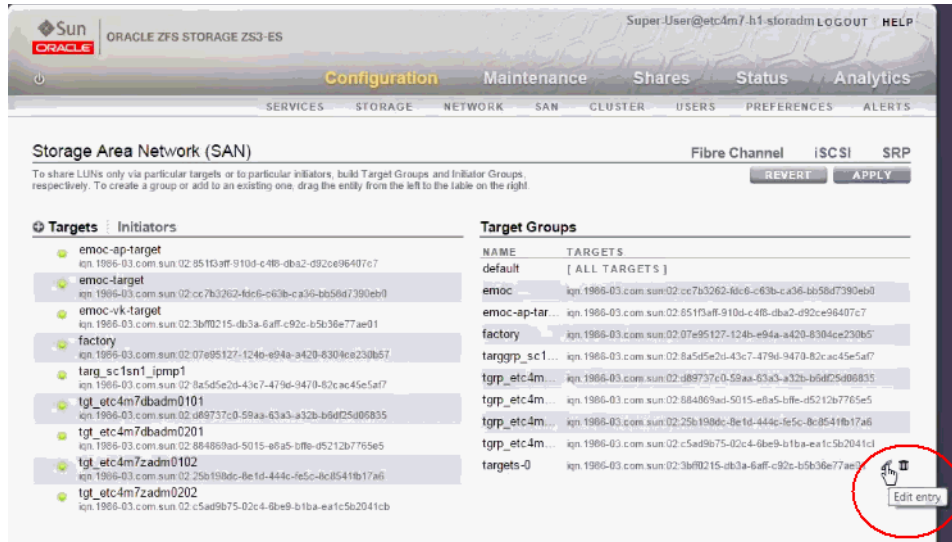 Sun
ORACLE
ORACLE ZFS STORAGE ZS3-ES
Super-User@etc4m7-h1-storadm LOGOUT HELP
Configuration Maintenance Shares Status Analytics
SERVICES STORAGE NETWORK SAN CLUSTER USERS PREFERENCES ALERTS
Storage Area Network (SAN)
Fibre Channel iSCSI SRP
To share LUNs only via particular targets or to particular initiators, build Target Groups and Initiator Groups,
respectively. To create a group or add to an existing one, drag the entity from the left to the table on the right.
REVERT APPLY
Targets Initiators
emoc-ap-target
iqn.1986-03.com.sun:02:851f3aff-910d-c4f8-dba2-d92ce96407c7
emoc-target
iqn.1986-03.com.sun:02:cc7b3262-fdc6-c63b-ca36-bb58d7390eb0
emoc-vk-target
iqn.1986-03.com.sun:02:3bff0215-db3a-6aff-c92c-b5b36e77ae01
factory
iqn.1986-03.com.sun:02:07e95127-124b-e94a-a420-8304ce230b57
targ_sc1sn1_ipmp1
iqn.1986-03.com.sun:02:8a5d5e2d-43c7-479d-9470-82cac45e5af7
tgt_etc4m7dbadm0101
iqn.1986-03.com.sun:02:d89737c0-59aa-63a3-a32b-b6df25d06835
tgt_etc4m7dbadm0201
iqn.1986-03.com.sun:02:884869ad-5015-e8a5-bffe-d5212b7765e5
tgt_etc4m7zadm0102
iqn.1986-03.com.sun:02:25b198dc-8e1d-444c-fe5c-8c8541fb17a6
tgt_etc4m7zadm0202
iqn.1986-03.com.sun:02:c5ad9b75-02c4-6be9-b1ba-ea1c5b2041cb
Target Groups
NAME TARGETS
default [ ALL TARGETS ]
emoc iqn.1986-03.com.sun:02:cc7b3262-fdc6-c63b-ca36-bb58d7390eb0
emoc-ap-tar... iqn.1986-03.com.sun:02:851f3aff-910d-c4f8-dba2-d92ce96407c7
factory iqn.1986-03.com.sun:02:07e95127-124b-e94a-a420-8304ce230b5
targgrp_sc1... iqn.1986-03.com.sun:02:8a5d5e2d-43c7-479d-9470-82cac45e5af7
tgrp_etc4m... iqn.1986-03.com.sun:02:d89737c0-59aa-63a3-a32b-b6df25d06835
tgrp_etc4m... iqn.1986-03.com.sun:02:884869ad-5015-e8a5-bffe-d5212b7765e5
tgrp_etc4m... iqn.1986-03.com.sun:02:25b198dc-8e1d-444c-fe5c-8c8541fb17a6
tgrp_etc4m... iqn.1986-03.com.sun:02:c5ad9b75-02c4-6be9-b1ba-ea1c5b2041cl
targets-0 iqn.1986-03.com.sun:02:3bff0215-db3a-6aff-c92c-b5b36e77ae0
Edit entry